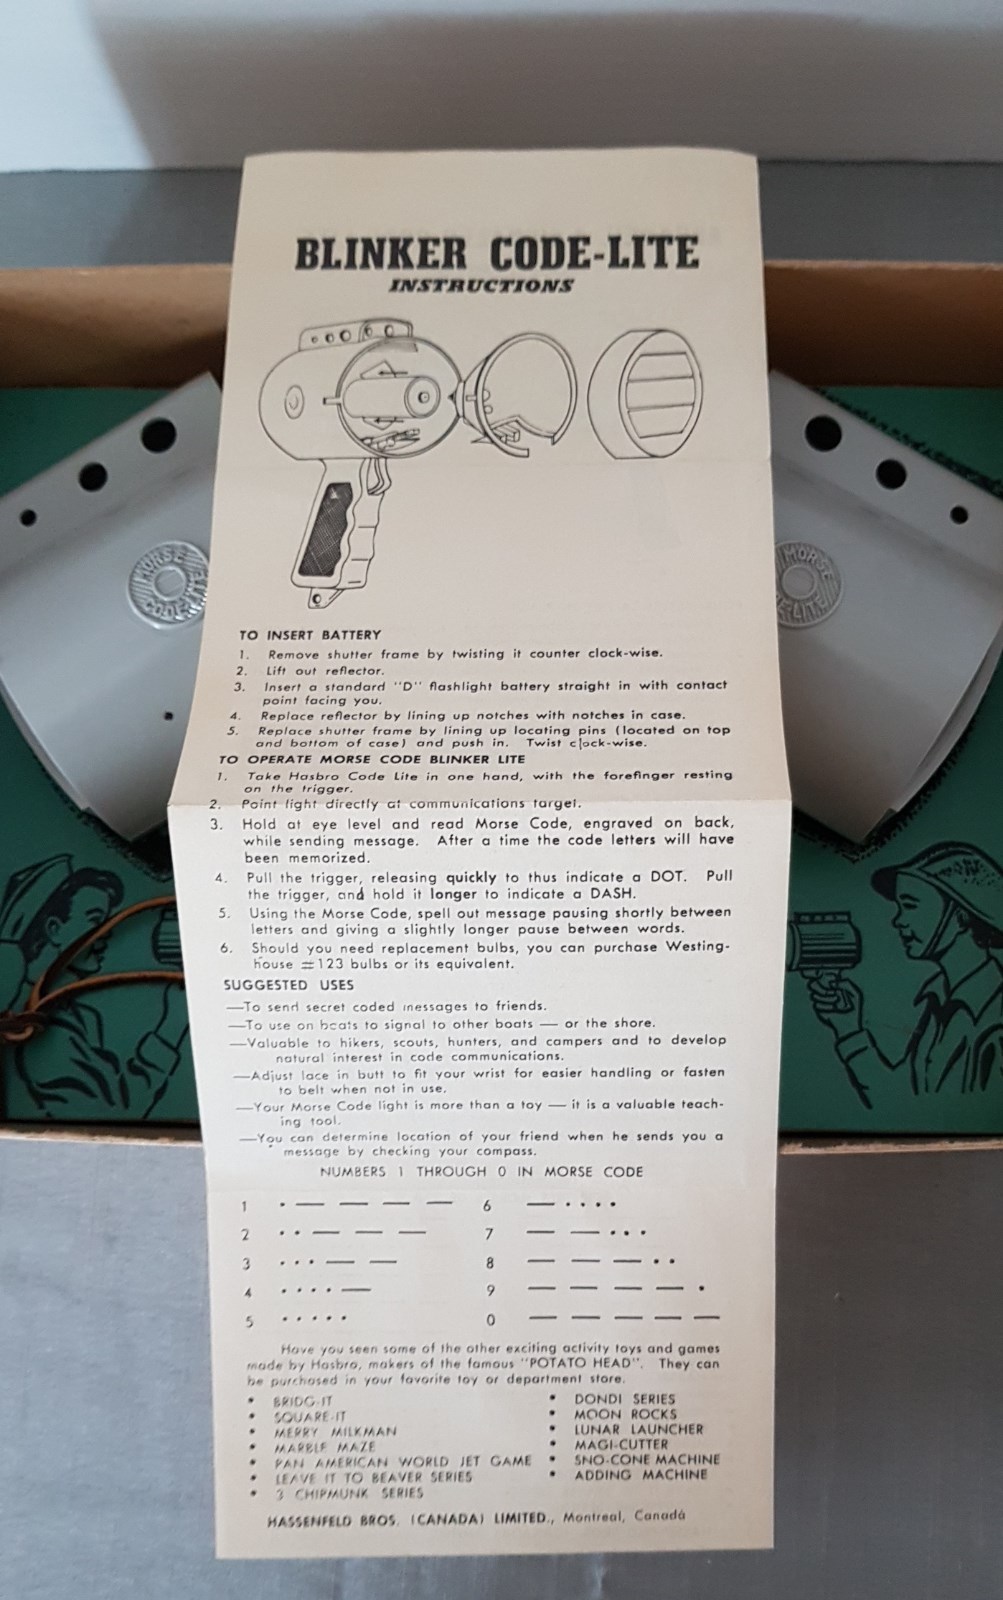 BLINKER CODE-LITE
INSTRUCTIONS
MORSE
CODE-LITE
MORSE
E-LITE
TO INSERT BATTERY
1. Remove shutter frame by twisting it counter clock-wise.
2. Lift out reflector.
3. Insert a standard "D" flashlight battery straight in with contact
point facing you.
4. Replace reflector by lining up notches with notches in case.
5. Replace shutter frame by lining up locating pins (located on top
and bottom of case) and push in. Twist clock-wise.
TO OPERATE MORSE CODE BLINKER LITE
1. Take Hasbro Code Lite in one hand, with the forefinger resting
on the trigger.
2. Point light directly at communications target.
3. Hold at eye level and read Morse Code, engraved on back,
while sending message. After a time the code letters will have
been memorized.
4. Pull the trigger, releasing quickly to thus indicate a DOT. Pull
the trigger, and hold it longer to indicate a DASH.
5. Using the Morse Code, spell out message pausing shortly between
letters and giving a slightly longer pause between words.
6. Should you need replacement bulbs, you can purchase Westing-
house #123 bulbs or its equivalent.
SUGGESTED USES
—To send secret coded messages to friends.
—To use on boats to signal to other boats — or the shore.
—Valuable to hikers, scouts, hunters, and campers and to develop
natural interest in code communications.
—Adjust lace in butt to fit your wrist for easier handling or fasten
to belt when not in use.
—Your Morse Code light is more than a toy — it is a valuable teach-
ing tool.
—You can determine location of your friend when he sends you a
message by checking your compass.
NUMBERS 1 THROUGH 0 IN MORSE CODE
1 · — — — — 6 — · · · ·
2 · · — — — 7 — — · · ·
3 · · · — — 8 — — — · ·
4 · · · · — 9 — — — — ·
5 · · · · · 0 — — — — —
Have you seen some of the other exciting activity toys and games
made by Hasbro, makers of the famous "POTATO HEAD". They can
be purchased in your favorite toy or department store.
• BRIDG-IT
• SQUARE-IT
• MERRY MILKMAN
• MARBLE MAZE
• PAN AMERICAN WORLD JET GAME
• LEAVE IT TO BEAVER SERIES
• 3 CHIPMUNK SERIES
• DONDI SERIES
• MOON ROCKS
• LUNAR LAUNCHER
• MAGI-CUTTER
• SNO-CONE MACHINE
• ADDING MACHINE
HASSENFELD BROS. (CANADA) LIMITED., Montreal, Canada